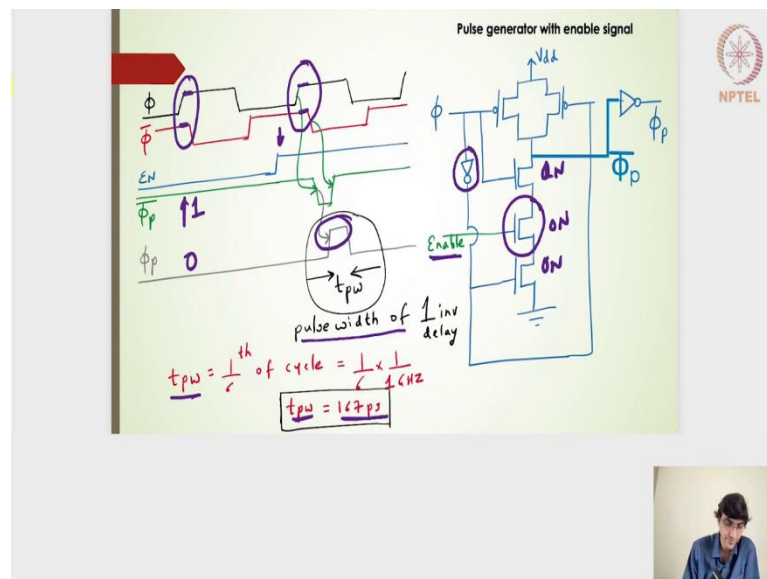 Pulse generator with enable signal
NPTEL
Vdd
ϕ
ϕ̅
EN
ϕ̅p ↑1
ϕp 0
tpw
pulse width of 1 inv
delay
tpw = 1/6 th of cycle = 1/6 x 1/1GHZ
tpw = 167ps
ϕ
Enable
ON
ON
ON
ϕp
ϕ̅p